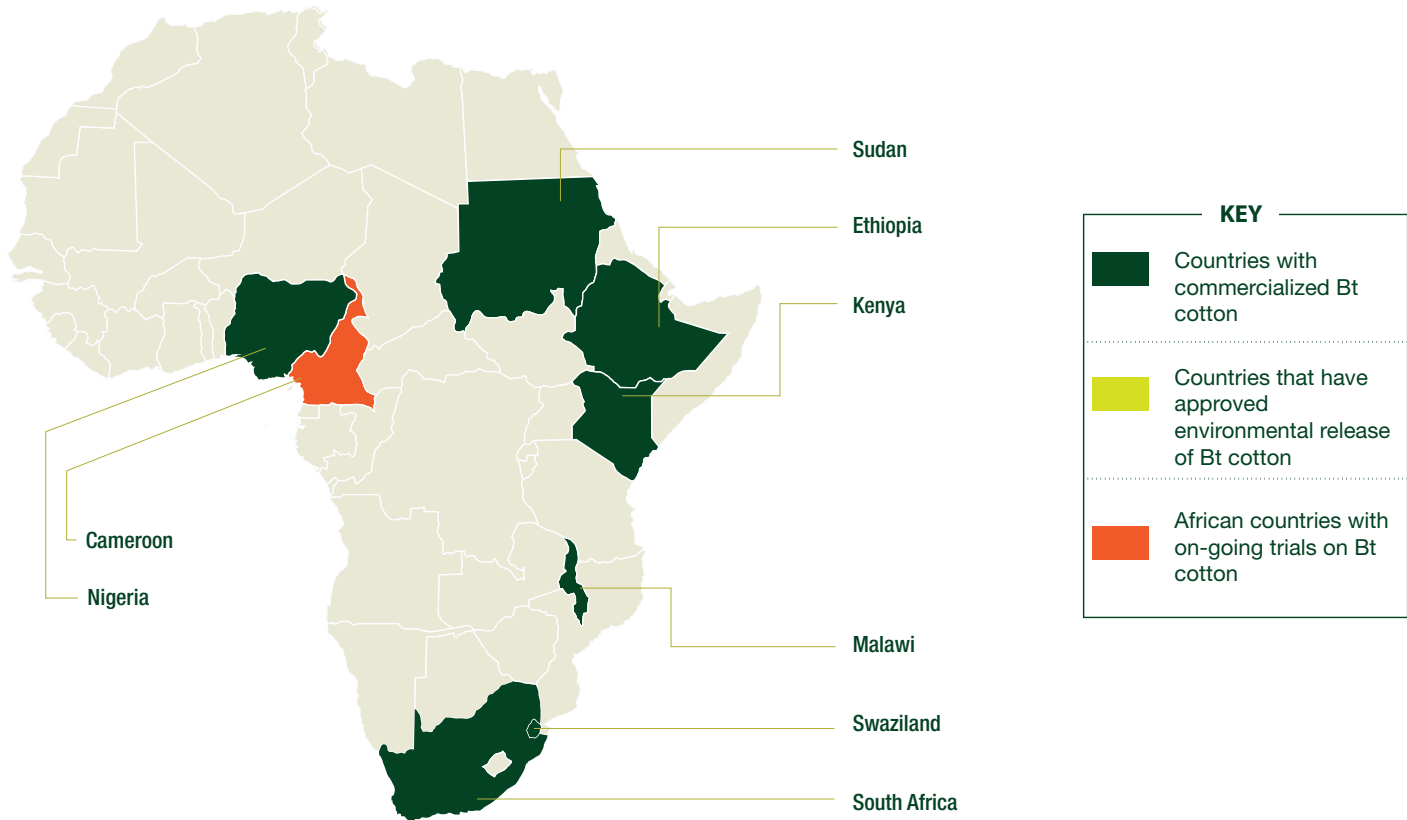 Sudan
Ethiopia
Kenya
Cameroon
Nigeria
Malawi
Swaziland
South Africa
KEY
Countries with
commercialized Bt
cotton
Countries that have
approved
environmental release
of Bt cotton
African countries with
on-going trials on Bt
cotton